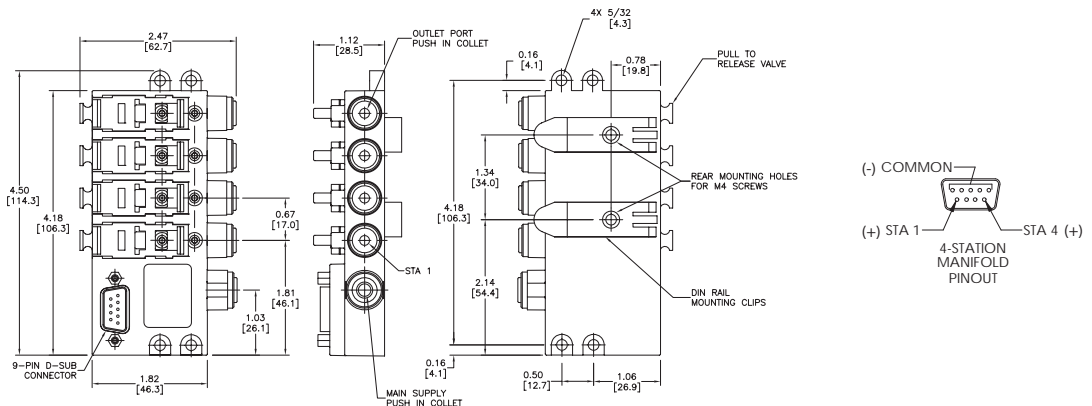 2.47
[62.7]
4.50
[114.3]
4.18
[106.3]
0.67
[17.0]
1.81
[46.1]
1.03
[26.1]
9-PIN D-SUB
CONNECTOR
1.82
[46.3]
1.12
[28.5]
OUTLET PORT
PUSH IN COLLET
STA 1
MAIN SUPPLY
PUSH IN COLLET
4X 5/32
[4.3]
0.16
[4.1]
0.78
[19.8]
PULL TO
RELEASE VALVE
1.34
[34.0]
4.18
[106.3]
REAR MOUNTING HOLES
FOR M4 SCREWS
2.14
[54.4]
DIN RAIL
MOUNTING CLIPS
0.16
[4.1]
0.50
[12.7]
1.06
[26.9]
(-) COMMON
(+) STA 1
STA 4 (+)
4-STATION
MANIFOLD
PINOUT